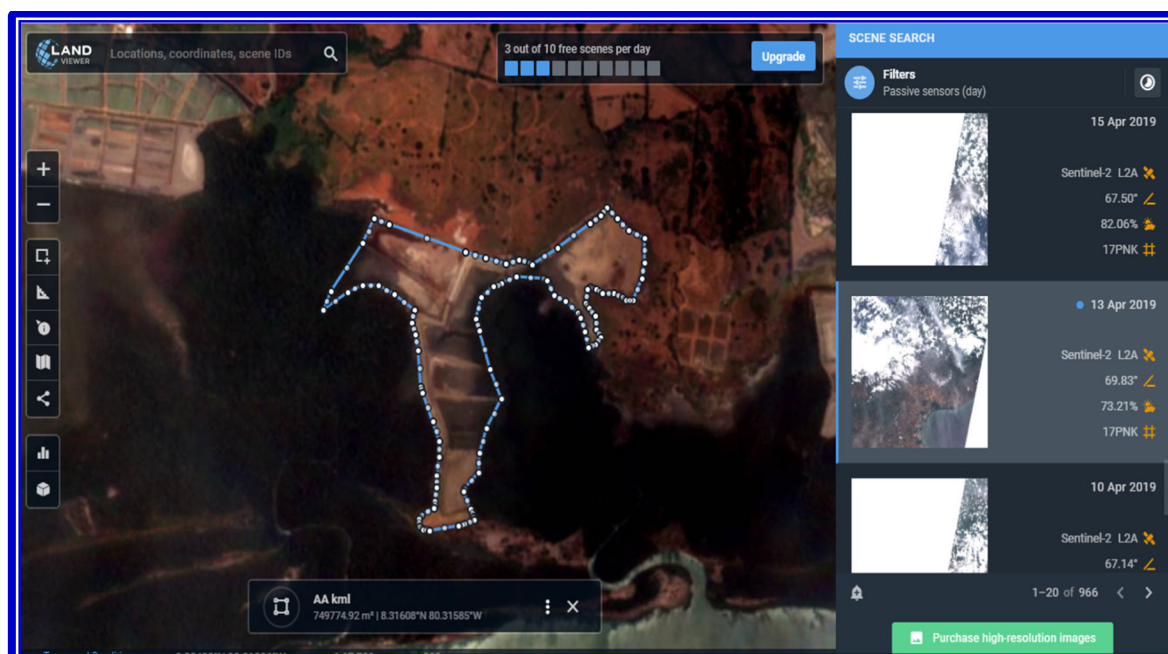 LAND
VIEWER
Locations, coordinates, scene IDs
3 out of 10 free scenes per day
Upgrade
SCENE SEARCH
Filters
Passive sensors (day)
15 Apr 2019
Sentinel-2 L2A
67.50°
82.06%
17PNK
13 Apr 2019
Sentinel-2 L2A
69.83°
73.21%
17PNK
10 Apr 2019
Sentinel-2 L2A
67.14°
AA kml
749774.92 m² | 8.31608°N 80.31585°W
1–20 of 966
Purchase high-resolution images